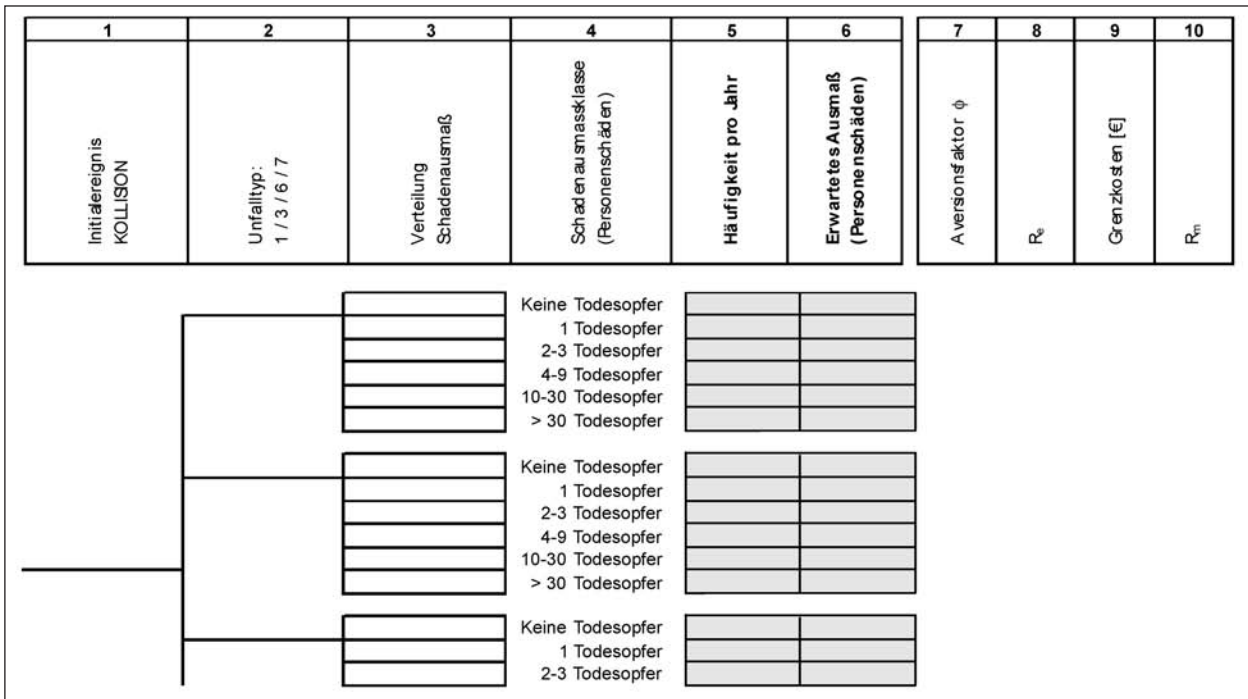 1 2 3 4 5 6 7 8 9 10
Initialereignis
KOLLISION
Unfalltyp:
1 / 3 / 6 / 7
Verteilung
Schadenausmaß
Schadenausmassklasse
(Personenschäden)
Häufigkeit pro Jahr
Erwartetes Ausmaß
(Personenschäden)
Aversionsfaktor ϕ
Re
Grenzkosten [€]
Rm
Keine Todesopfer
1 Todesopfer
2-3 Todesopfer
4-9 Todesopfer
10-30 Todesopfer
> 30 Todesopfer
Keine Todesopfer
1 Todesopfer
2-3 Todesopfer
4-9 Todesopfer
10-30 Todesopfer
> 30 Todesopfer
Keine Todesopfer
1 Todesopfer
2-3 Todesopfer